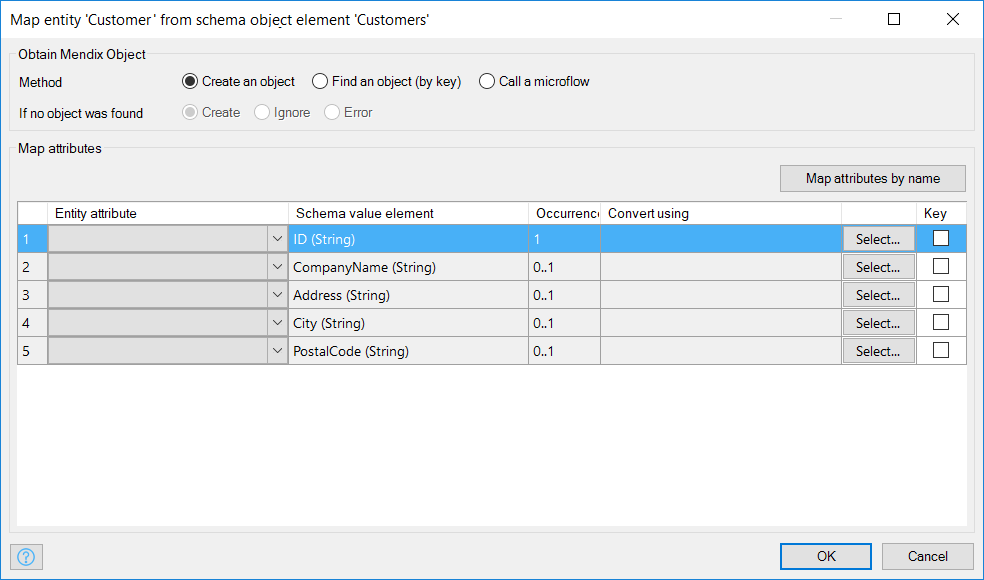 Map entity 'Customer' from schema object element 'Customers'
Obtain Mendix Object
Method Create an object Find an object (by key) Call a microflow
If no object was found Create Ignore Error
Map attributes
Map attributes by name
Entity attribute Schema value element Occurrence Convert using Key
1 ID (String) 1 Select...
2 CompanyName (String) 0..1 Select...
3 Address (String) 0..1 Select...
4 City (String) 0..1 Select...
5 PostalCode (String) 0..1 Select...
? OK Cancel